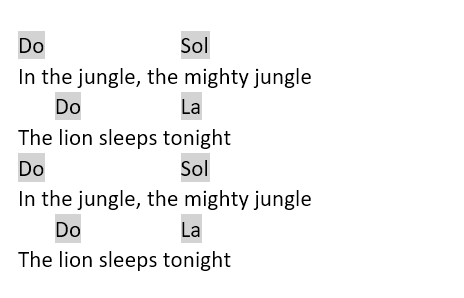 Do Sol
In the jungle, the mighty jungle
Do La
The lion sleeps tonight
Do Sol
In the jungle, the mighty jungle
Do La
The lion sleeps tonight